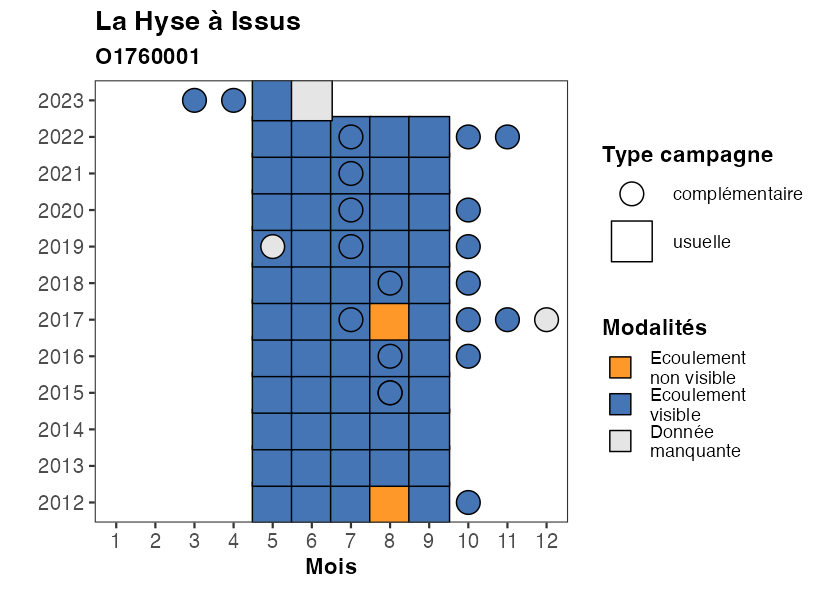 La Hyse à Issus
O1760001
2023
2022
2021
2020
2019
2018
2017
2016
2015
2014
2013
2012
1 2 3 4 5 6 7 8 9 10 11 12
Mois
Type campagne
complémentaire
usuelle
Modalités
Ecoulement
non visible
Ecoulement
visible
Donnée
manquante